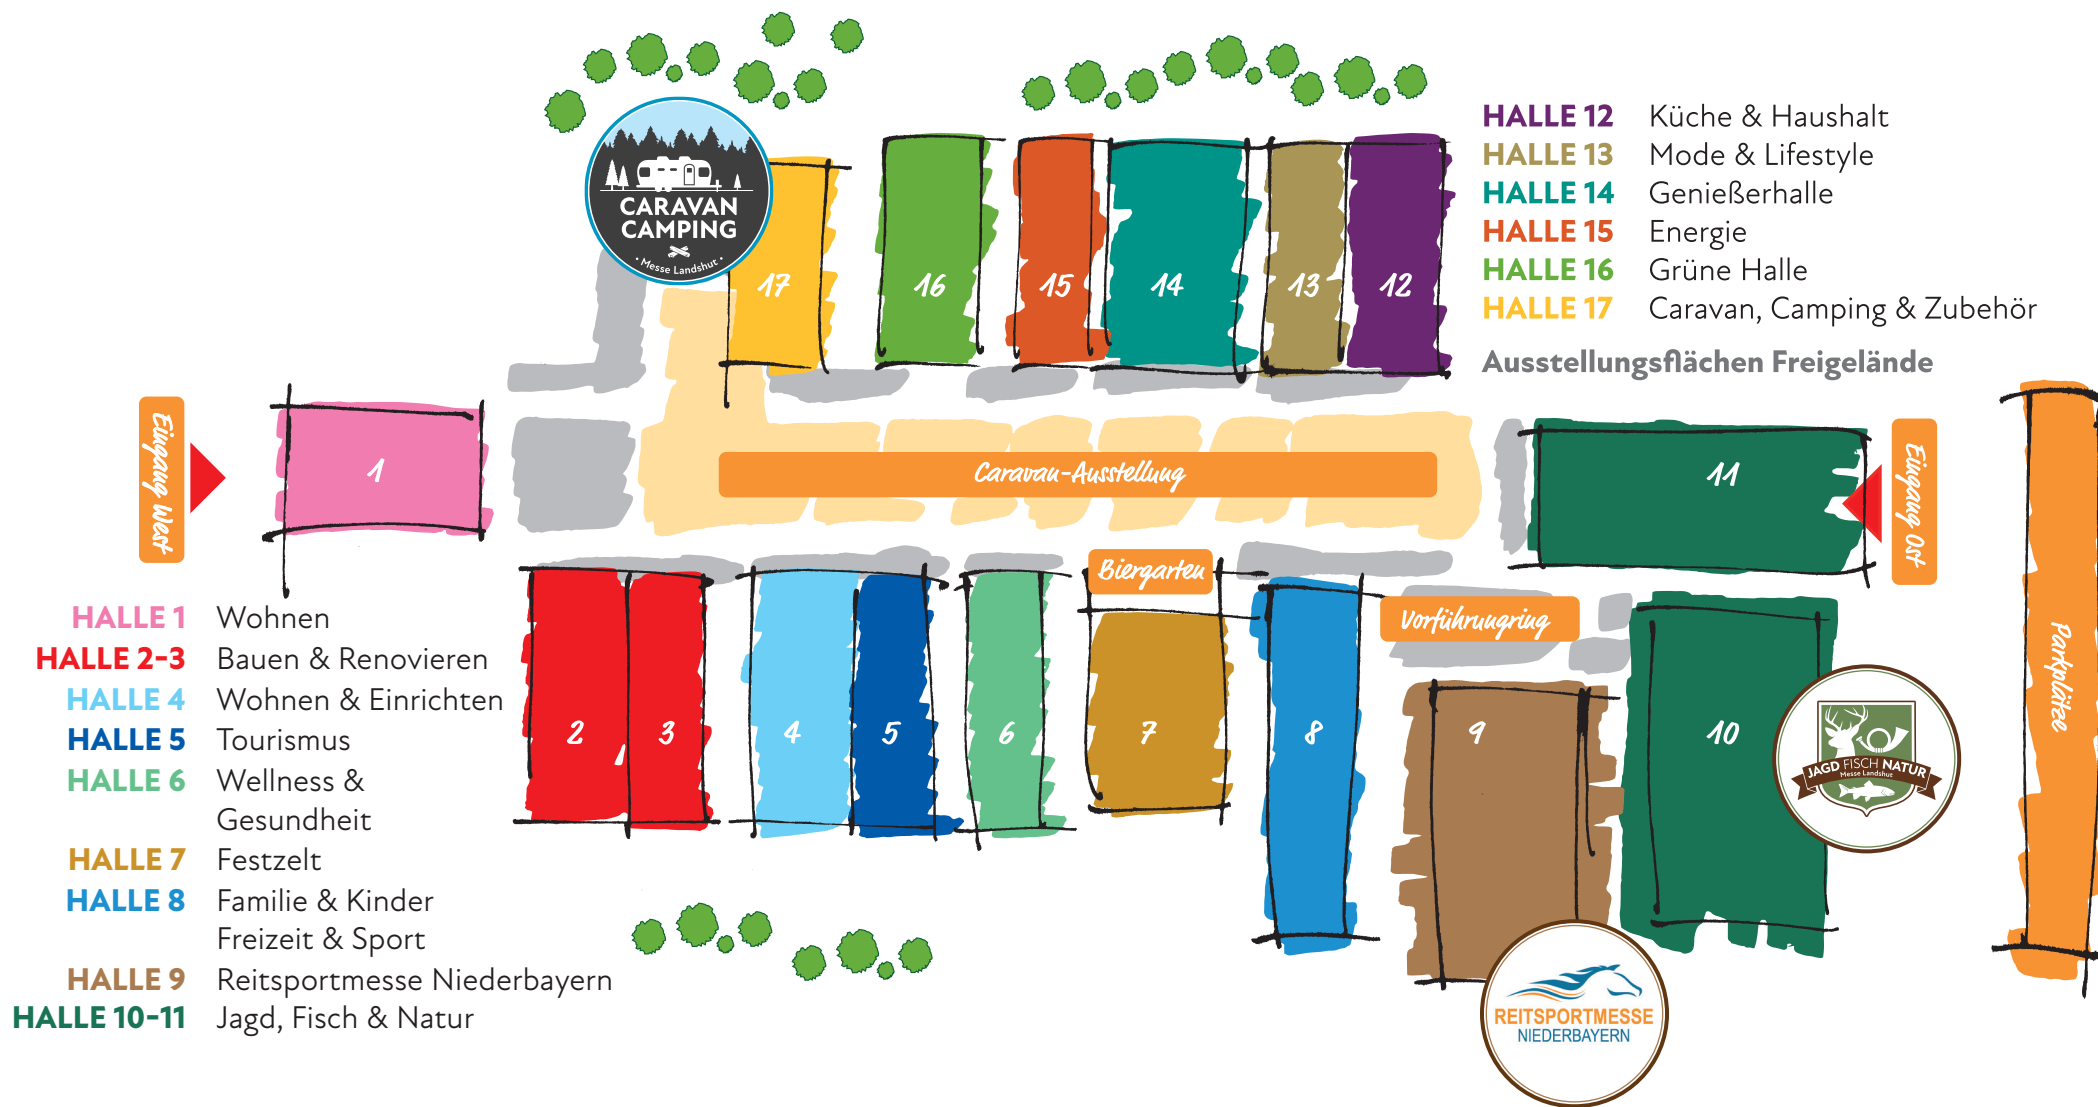 CARAVAN
CAMPING
• Messe Landshut •
17
16
15
14
13
12
HALLE 12 Küche & Haushalt
HALLE 13 Mode & Lifestyle
HALLE 14 Genießerhalle
HALLE 15 Energie
HALLE 16 Grüne Halle
HALLE 17 Caravan, Camping & Zubehör
Ausstellungsflächen Freigelände
Eingang West
1
Caravan-Ausstellung
11
Eingang Ost
Parkplätze
Biergarten
Vorführungring
2
3
4
5
6
7
8
9
10
JAGD FISCH NATUR
Messe Landshut
HALLE 1 Wohnen
HALLE 2-3 Bauen & Renovieren
HALLE 4 Wohnen & Einrichten
HALLE 5 Tourismus
HALLE 6 Wellness &
Gesundheit
HALLE 7 Festzelt
HALLE 8 Familie & Kinder
Freizeit & Sport
HALLE 9 Reitsportmesse Niederbayern
HALLE 10-11 Jagd, Fisch & Natur
REITSPORTMESSE
NIEDERBAYERN